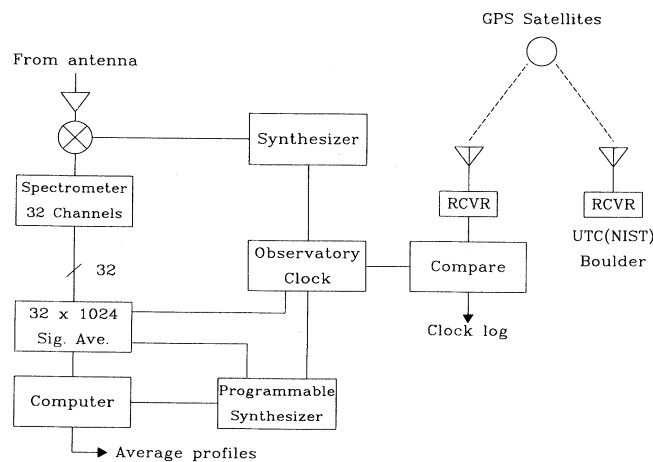 GPS Satellites
From antenna
Synthesizer
Spectrometer
32 Channels
RCVR
RCVR
UTC(NIST)
Boulder
32
Observatory
Clock
Compare
32 x 1024
Sig. Ave.
Clock log
Computer
Programmable
Synthesizer
Average profiles